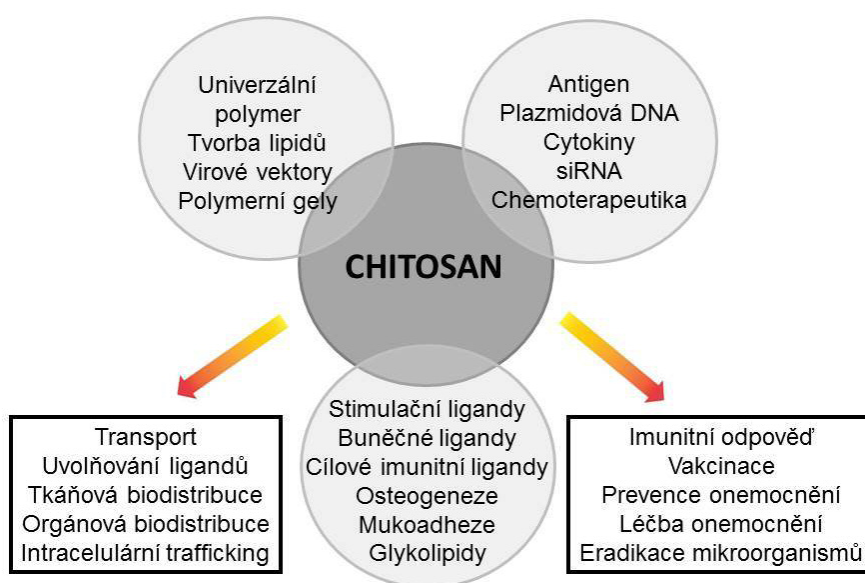 Univerzální
polymer
Tvorba lipidů
Virové vektory
Polymerní gely
Antigen
Plazmidová DNA
Cytokiny
siRNA
Chemoterapeutika
CHITOSAN
Stimulační ligandy
Buněčné ligandy
Cílové imunitní ligandy
Osteogeneze
Mukoadheze
Glykolipidy
Transport
Uvolňování ligandů
Tkáňová biodistribuce
Orgánová biodistribuce
Intracelulární trafficking
Imunitní odpověď
Vakcinace
Prevence onemocnění
Léčba onemocnění
Eradikace mikroorganismů